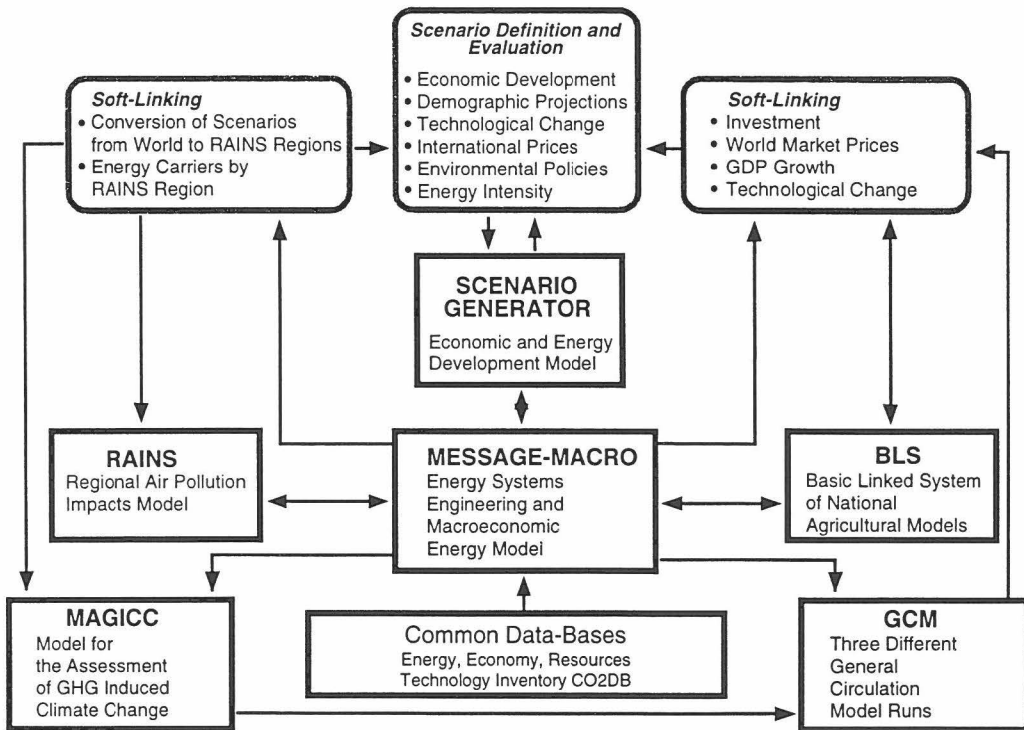 Scenario Definition and
Evaluation
• Economic Development
• Demographic Projections
• Technological Change
• International Prices
• Environmental Policies
• Energy Intensity
Soft-Linking
• Conversion of Scenarios
from World to RAINS Regions
• Energy Carriers by
RAINS Region
Soft-Linking
• Investment
• World Market Prices
• GDP Growth
• Technological Change
SCENARIO
GENERATOR
Economic and Energy
Development Model
RAINS
Regional Air Pollution
Impacts Model
MESSAGE-MACRO
Energy Systems
Engineering and
Macroeconomic
Energy Model
BLS
Basic Linked System
of National
Agricultural Models
MAGICC
Model for
the Assessment
of GHG Induced
Climate Change
Common Data-Bases
Energy, Economy, Resources
Technology Inventory CO2DB
GCM
Three Different
General
Circulation
Model Runs